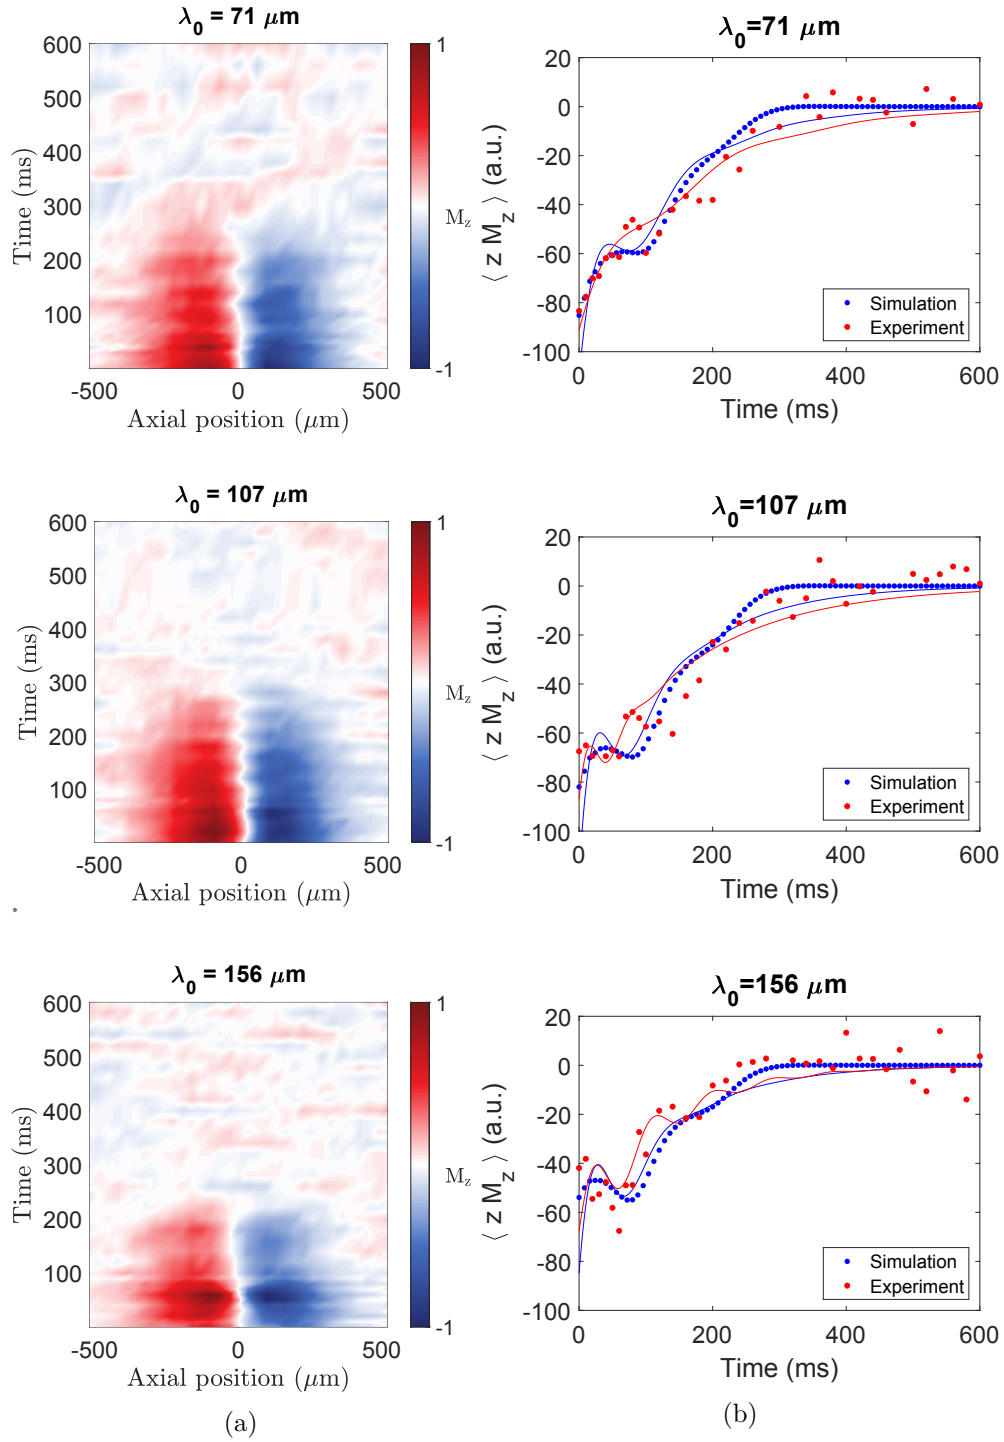 λ0 = 71 μm
600
500
400
300
200
100
Time (ms)
-500 0 500
Axial position (μm)
1
Mz
-1
λ0=71 μm
20
0
-20
-40
-60
-80
-100
⟨ z Mz ⟩ (a.u.)
Simulation
Experiment
0 200 400 600
Time (ms)
λ0 = 107 μm
600
500
400
300
200
100
Time (ms)
-500 0 500
Axial position (μm)
1
Mz
-1
λ0=107 μm
20
0
-20
-40
-60
-80
-100
⟨ z Mz ⟩ (a.u.)
Simulation
Experiment
0 200 400 600
Time (ms)
λ0 = 156 μm
600
500
400
300
200
100
Time (ms)
-500 0 500
Axial position (μm)
1
Mz
-1
λ0=156 μm
20
0
-20
-40
-60
-80
-100
⟨ z Mz ⟩ (a.u.)
Simulation
Experiment
0 200 400 600
Time (ms)
(a)
(b)